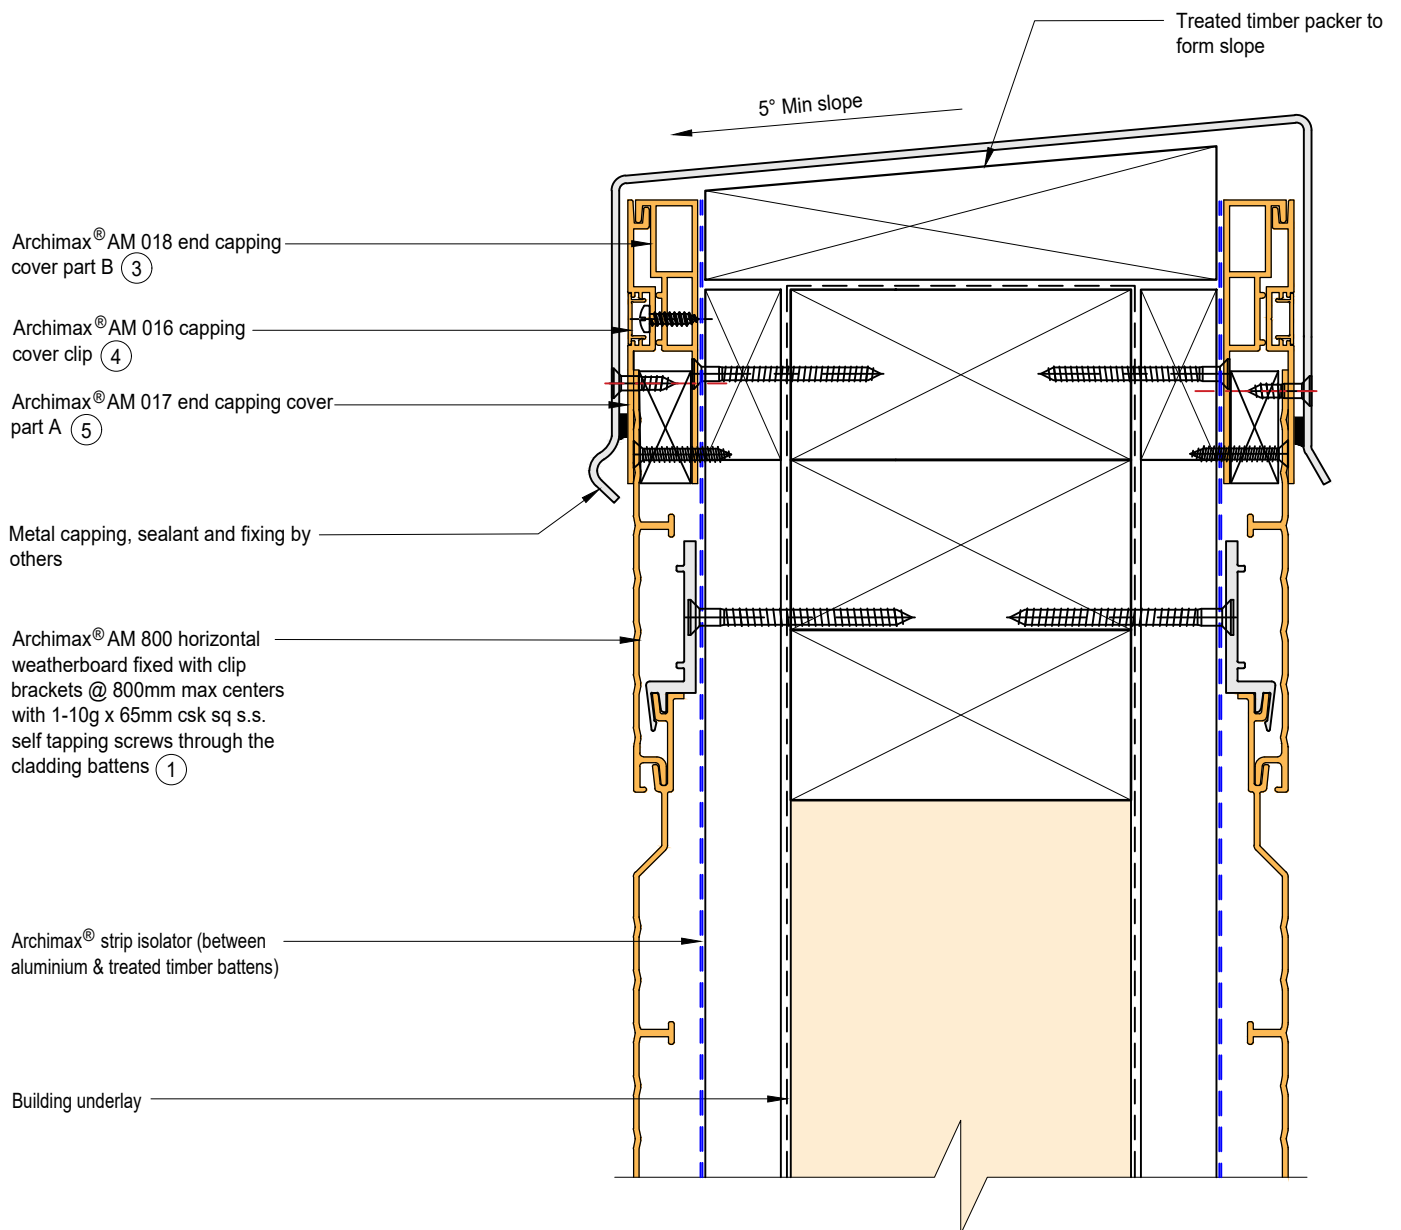 Treated timber packer to
form slope
5° Min slope
Archimax® AM 018 end capping
cover part B 3
Archimax® AM 016 capping
cover clip 4
Archimax® AM 017 end capping cover
part A 5
Metal capping, sealant and fixing by
others
Archimax® AM 800 horizontal
weatherboard fixed with clip
brackets @ 800mm max centers
with 1-10g x 65mm csk sq s.s.
self tapping screws through the
cladding battens 1
Archimax® strip isolator (between
aluminium & treated timber battens)
Building underlay